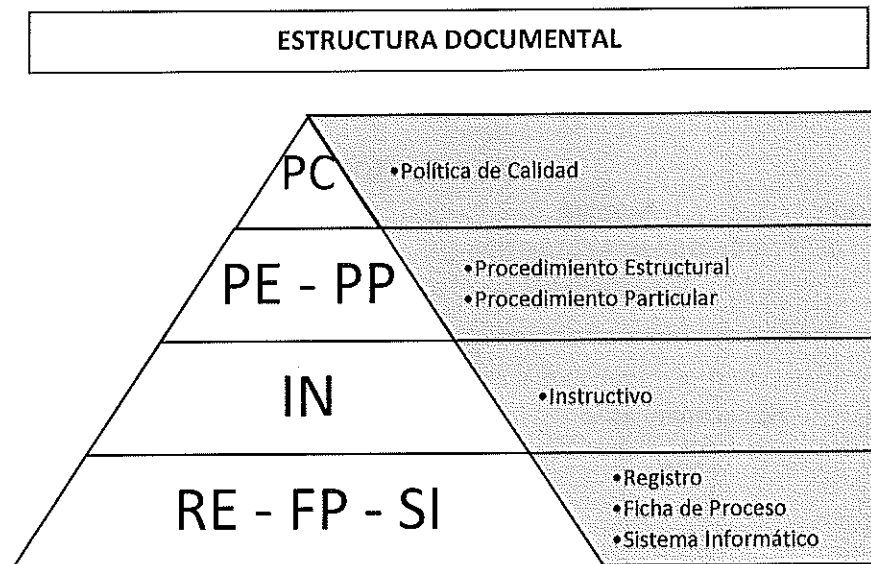 ESTRUCTURA DOCUMENTAL
PC
•Política de Calidad
PE - PP
•Procedimiento Estructural
•Procedimiento Particular
IN
•Instructivo
RE - FP - SI
•Registro
•Ficha de Proceso
•Sistema Informático